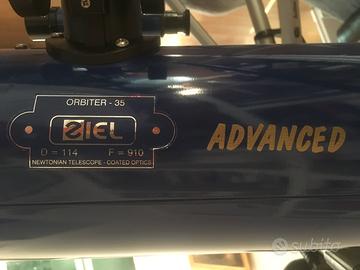 ORBITER - 35
ZIEL
D = 114 F = 910
NEWTONIAN TELESCOPE - COATED OPTICS
ADVANCED
subito